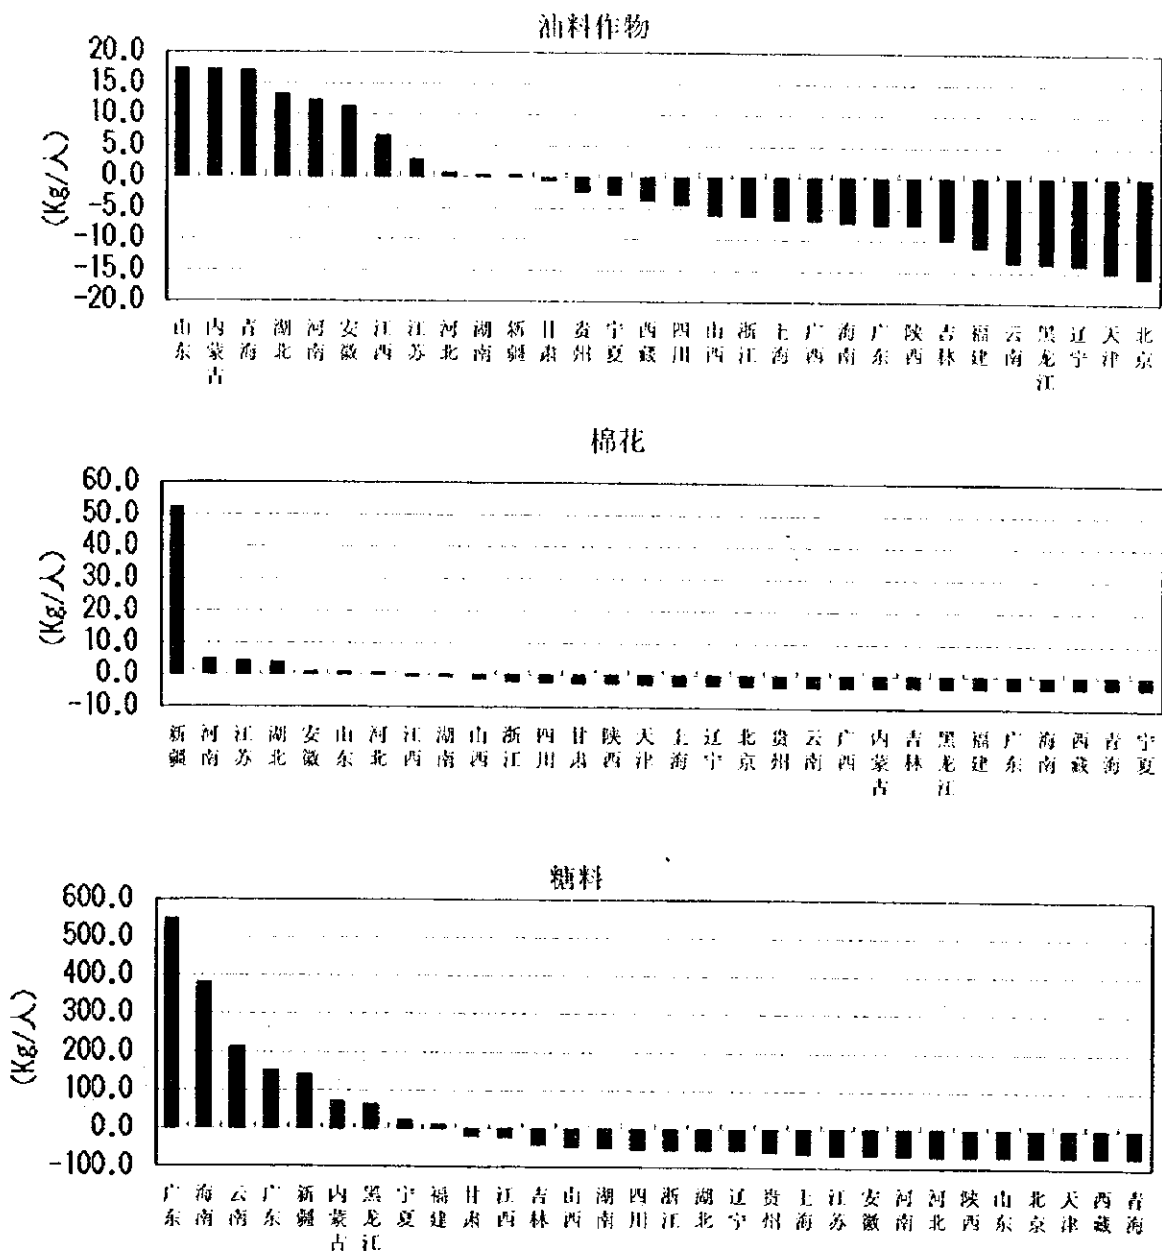 油料作物
20.0
15.0
10.0
5.0
0.0
-5.0
-10.0
-15.0
-20.0
(Kg/人)
山东 内蒙古 青海 湖北 河南 安徽 江西 江苏 河北 湖南 新疆 甘肃 贵州 宁夏 西藏 四川 山西 浙江 上海 广西 海南 广东 陕西 吉林 福建 云南 黑龙江 辽宁 天津 北京
棉花
60.0
50.0
40.0
30.0
20.0
10.0
0.0
-10.0
(Kg/人)
新疆 河南 江苏 湖北 安徽 山东 河北 江西 湖南 山西 浙江 四川 甘肃 陕西 天津 上海 辽宁 北京 贵州 云南 广西 内蒙古 吉林 黑龙江 福建 广东 海南 西藏 青海 宁夏
糖料
600.0
500.0
400.0
300.0
200.0
100.0
0.0
-100.0
(Kg/人)
广东 海南 云南 广东 新疆 内蒙古 黑龙江 宁夏 福建 甘肃 江西 吉林 山西 湖南 四川 浙江 湖北 辽宁 贵州 上海 江苏 安徽 河南 河北 陕西 山东 北京 天津 西藏 青海